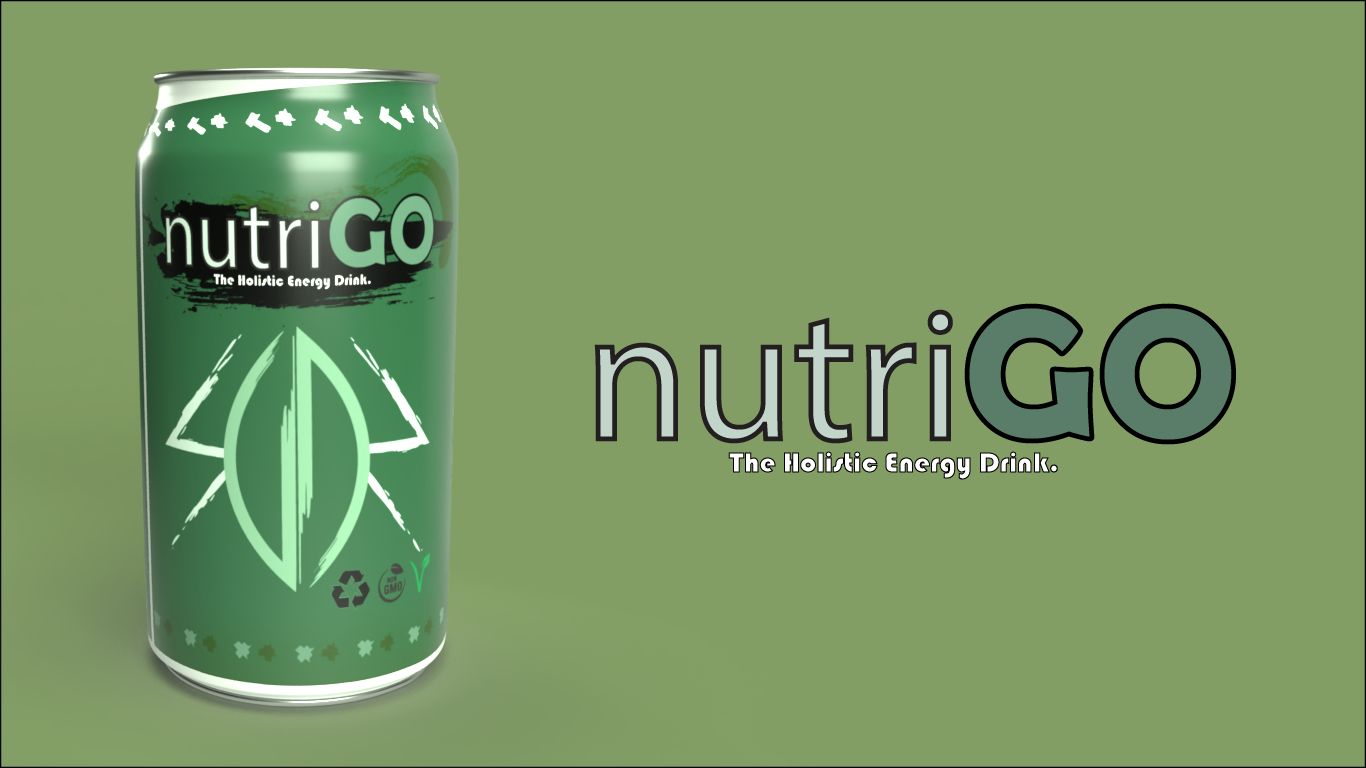 nutriGO
The Holistic Energy Drink.
NON
GMO
nutriGO
The Holistic Energy Drink.